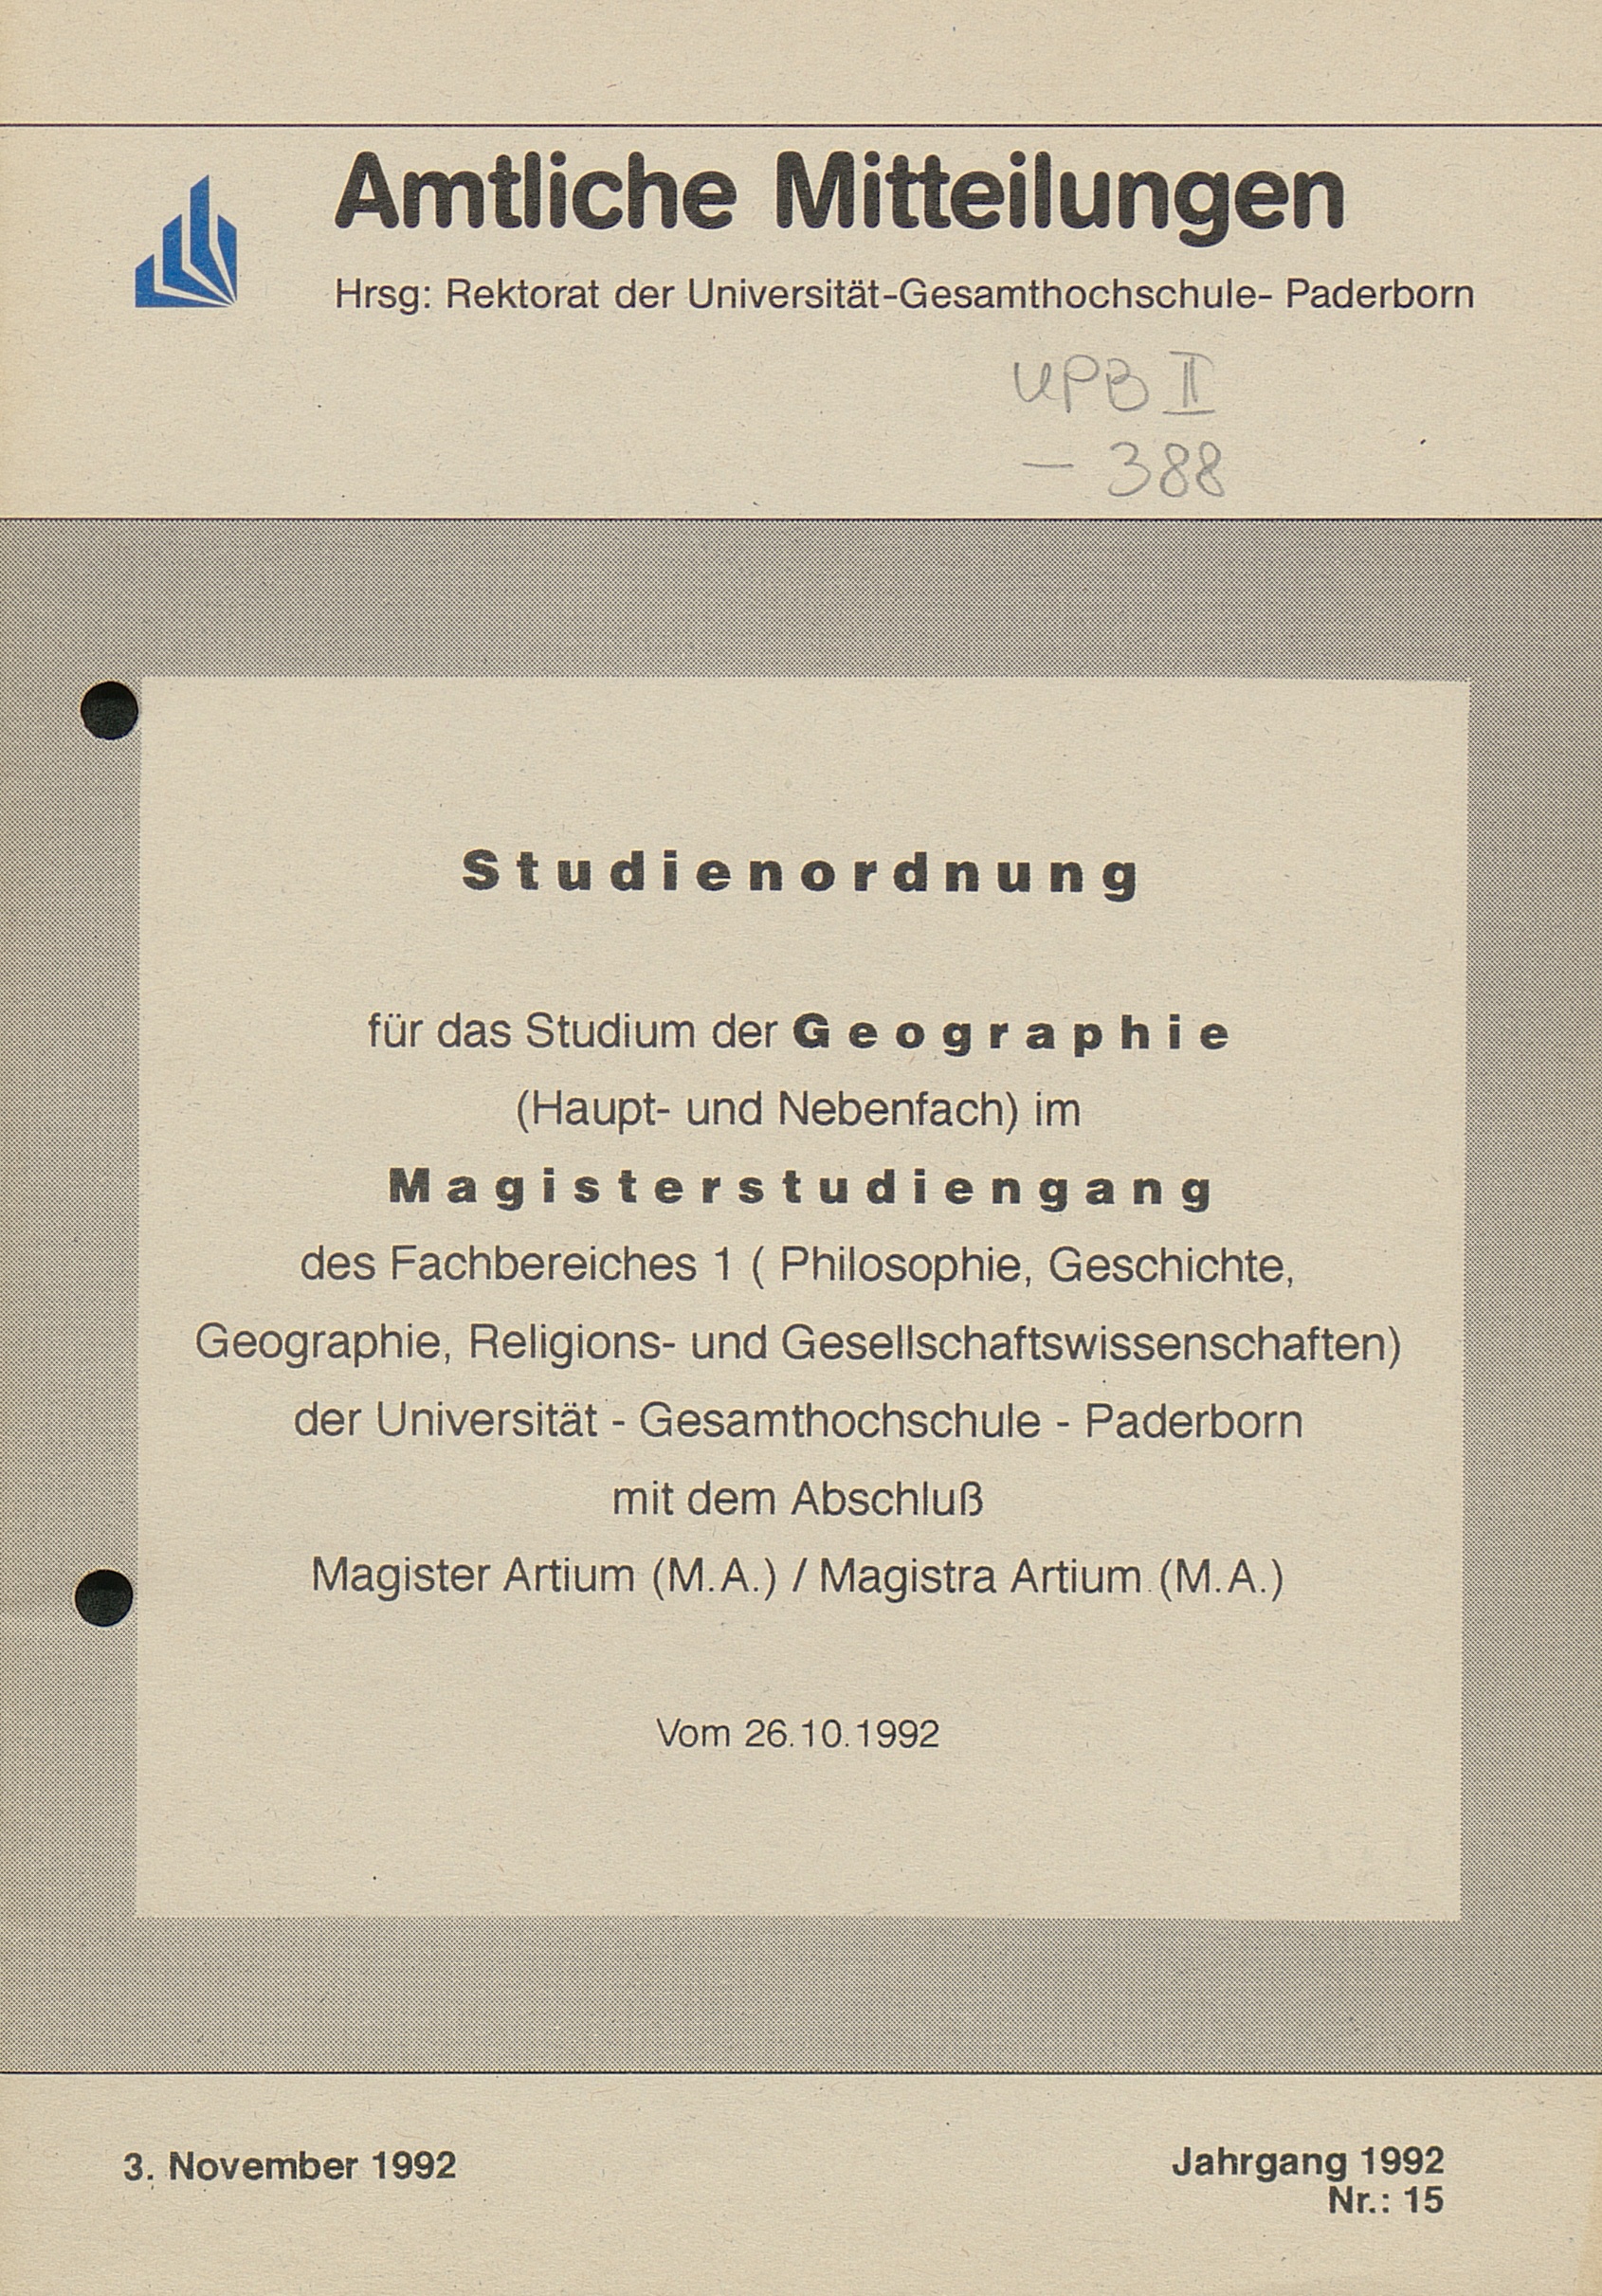 Amtliche Mitteilungen
Hrsg: Rektorat der Universität-Gesamthochschule- Paderborn
UPB II
- 388
Studienordnung
für das Studium der Geographie
(Haupt- und Nebenfach) im
Magisterstudiengang
des Fachbereiches 1 ( Philosophie, Geschichte,
Geographie, Religions- und Gesellschaftswissenschaften)
der Universität - Gesamthochschule - Paderborn
mit dem Abschluß
Magister Artium (M.A.) / Magistra Artium (M.A.)
Vom 26.10.1992
3. November 1992
Jahrgang 1992
Nr.: 15